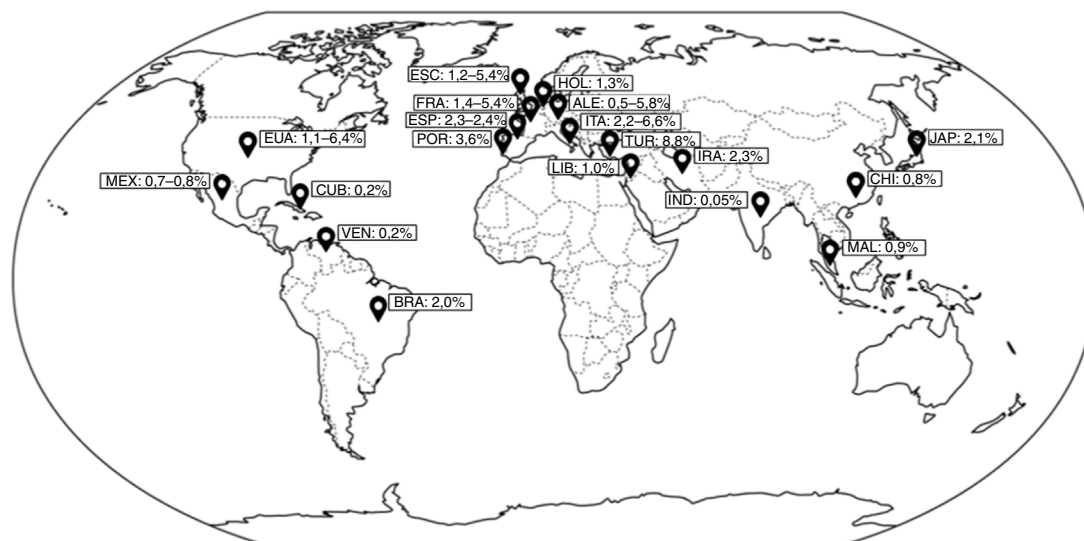 ESC: 1,2–5,4%
HOL: 1,3%
FRA: 1,4–5,4%
ALE: 0,5–5,8%
ESP: 2,3–2,4%
ITA: 2,2–6,6%
POR: 3,6%
TUR: 8.8%
EUA: 1,1–6,4%
JAP: 2,1%
IRA: 2,3%
LIB: 1,0%
MEX: 0,7–0,8%
CUB: 0,2%
CHI: 0,8%
IND: 0,05%
VEN: 0,2%
MAL: 0,9%
BRA: 2,0%